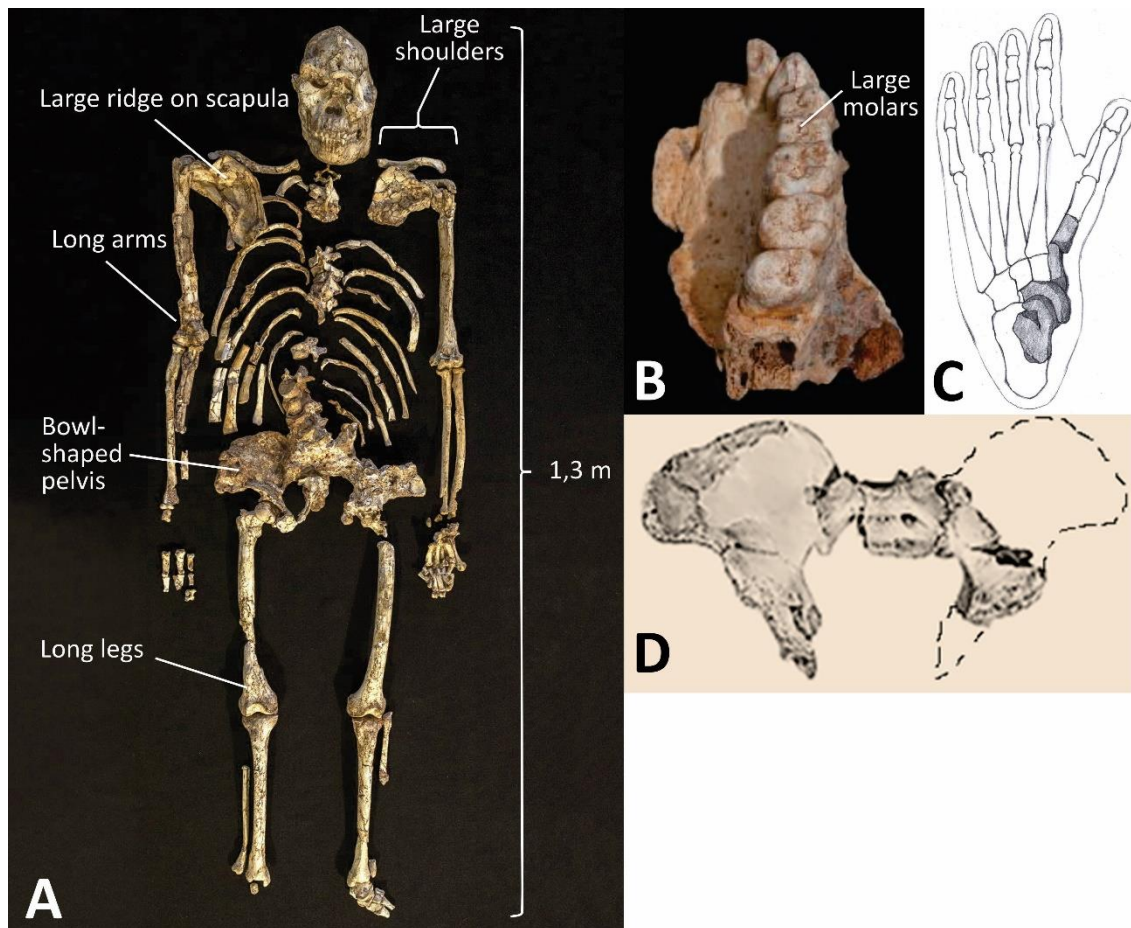 Large
shoulders
Large ridge on scapula
Long arms
Bowl-
shaped
pelvis
1,3 m
Long legs
A
Large
molars
B
C
D